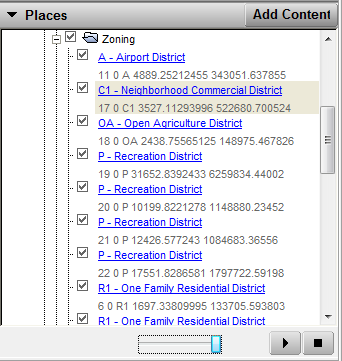 Places
Add Content
Zoning
A - Airport District
11 0 A 4889.25212455 343051.637855
C1 - Neighborhood Commercial District
17 0 C1 3527.11293996 522680.700524
OA - Open Agriculture District
18 0 OA 2438.75565125 148975.467826
P - Recreation District
19 0 P 31652.8392433 6259834.44002
P - Recreation District
20 0 P 10199.8221278 1148880.23452
P - Recreation District
21 0 P 12426.577243 1084683.36556
P - Recreation District
22 0 P 17551.8286581 1797722.59198
R1 - One Family Residential District
6 0 R1 1697.33809995 133705.593803
R1 - One Family Residential District